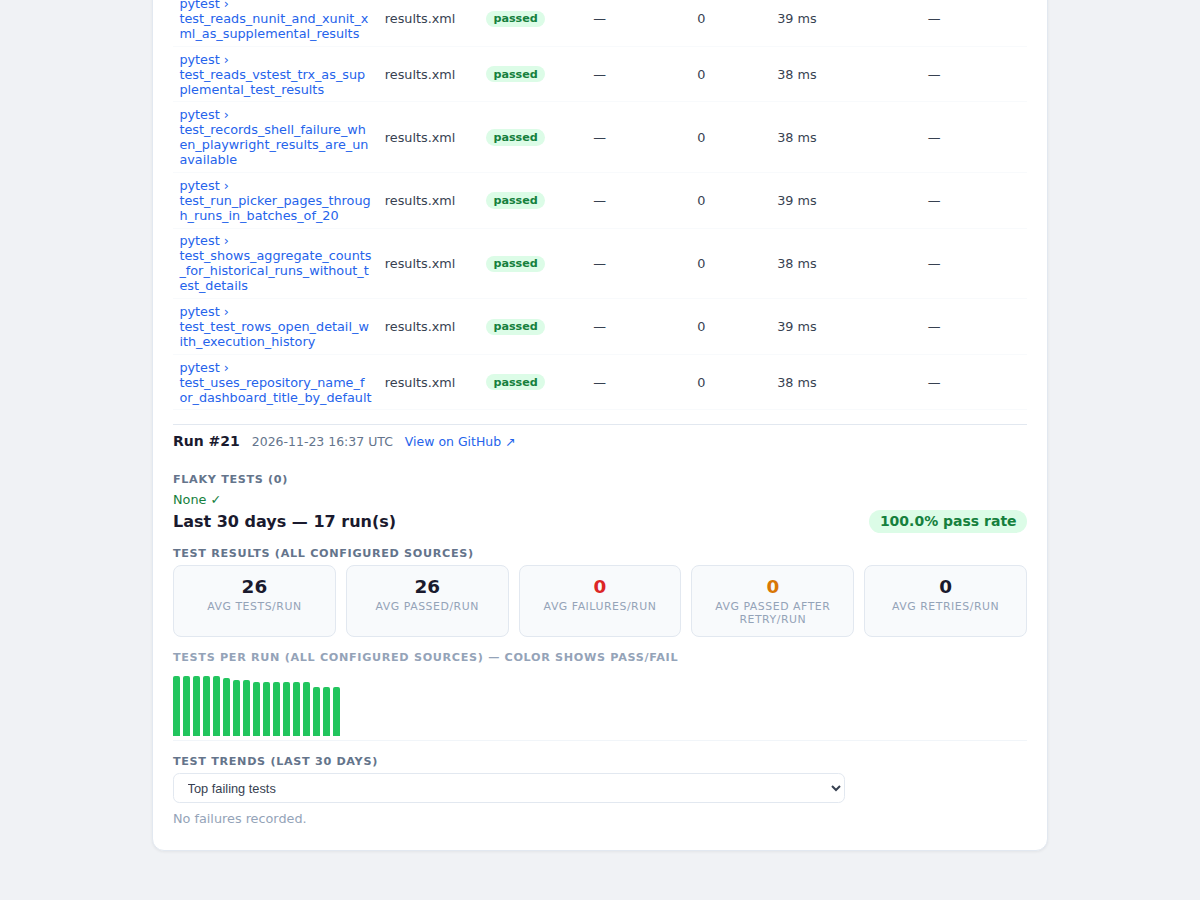 pytest ›
test_reads_nunit_and_xunit_x
ml_as_supplemental_results
results.xml passed — 0 39 ms —
pytest ›
test_reads_vstest_trx_as_sup
plemental_test_results
results.xml passed — 0 38 ms —
pytest ›
test_records_shell_failure_wh
en_playwright_results_are_un
available
results.xml passed — 0 38 ms —
pytest ›
test_run_picker_pages_throug
h_runs_in_batches_of_20
results.xml passed — 0 39 ms —
pytest ›
test_shows_aggregate_counts
_for_historical_runs_without_t
est_details
results.xml passed — 0 38 ms —
pytest ›
test_test_rows_open_detail_w
ith_execution_history
results.xml passed — 0 39 ms —
pytest ›
test_uses_repository_name_f
or_dashboard_title_by_default
results.xml passed — 0 38 ms —
Run #21 2026-11-23 16:37 UTC View on GitHub ↗
FLAKY TESTS (0)
None ✓
Last 30 days — 17 run(s) 100.0% pass rate
TEST RESULTS (ALL CONFIGURED SOURCES)
26
AVG TESTS/RUN
26
AVG PASSED/RUN
0
AVG FAILURES/RUN
0
AVG PASSED AFTER
RETRY/RUN
0
AVG RETRIES/RUN
TESTS PER RUN (ALL CONFIGURED SOURCES) — COLOR SHOWS PASS/FAIL
TEST TRENDS (LAST 30 DAYS)
Top failing tests
No failures recorded.